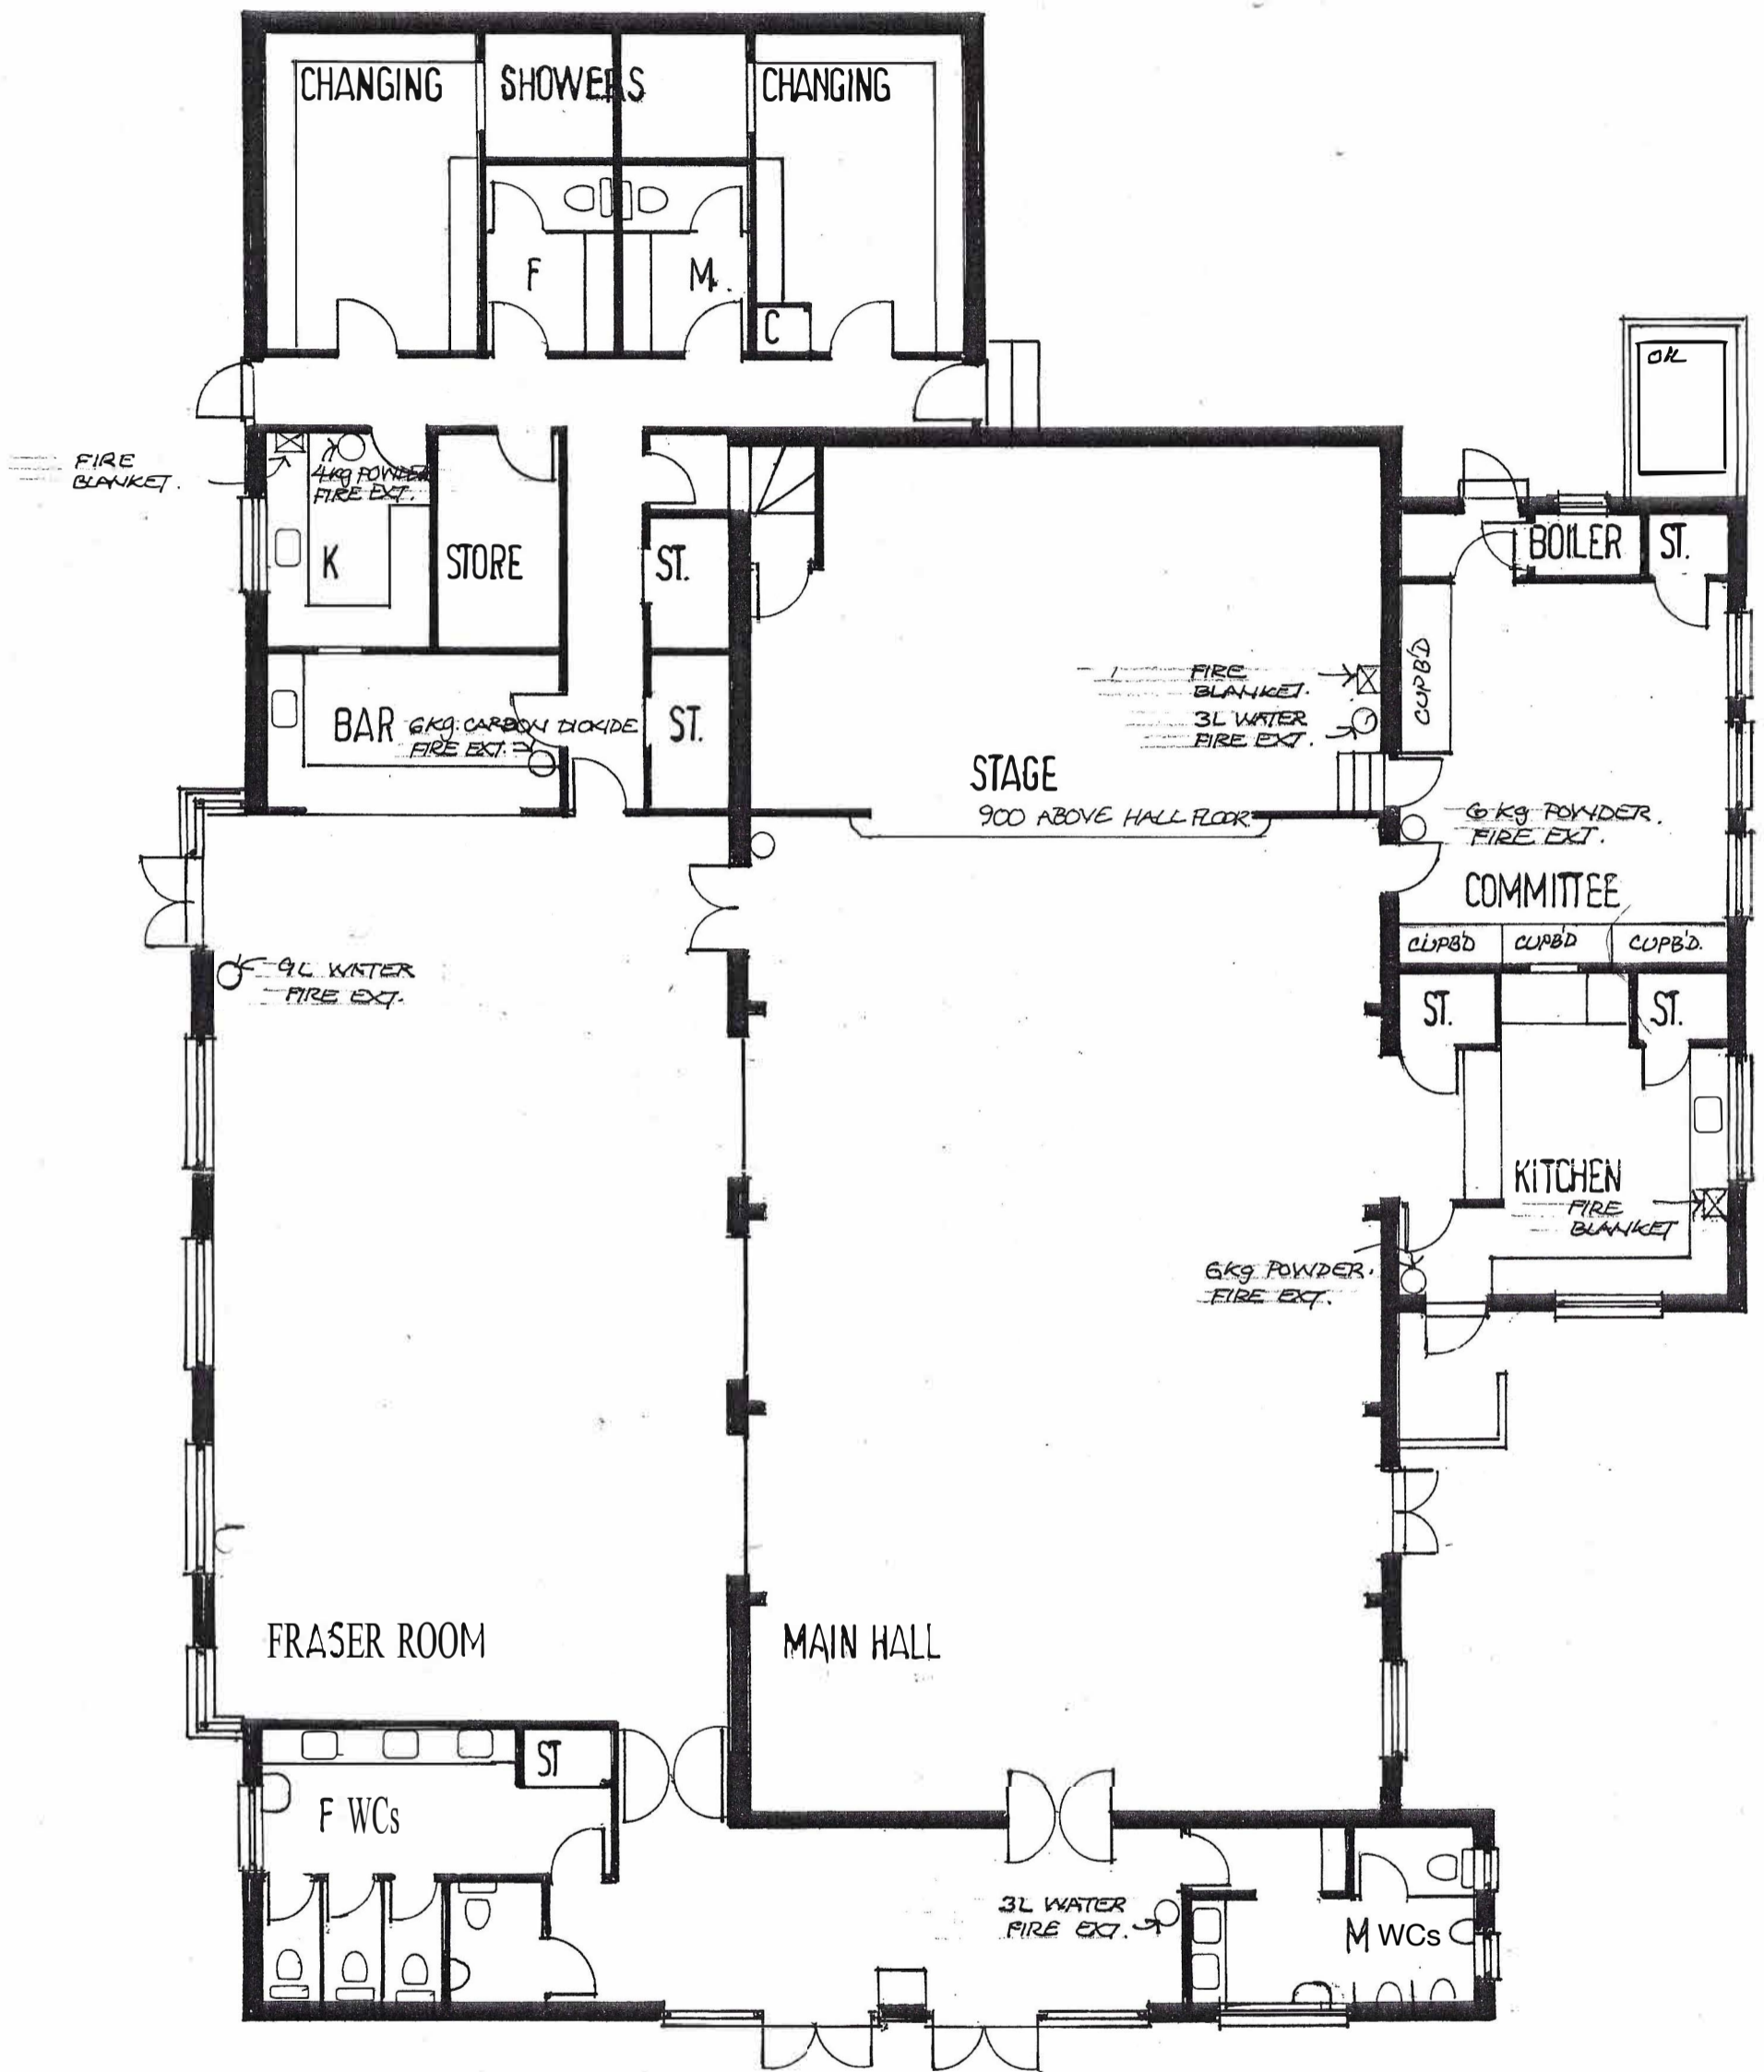 CHANGING
SHOWERS
CHANGING
F
M.
C
OIL
FIRE
BLANKET.
4kg POWDER
FIRE EXT.
K
STORE
ST.
BOILER
ST.
CUPB'D
FIRE
BLANKET.
3L WATER
FIRE EXT.
BAR
6kg. CARBON DIOXIDE
FIRE EXT.
ST.
STAGE
900 ABOVE HALL FLOOR
6 Kg POWDER.
FIRE EXT.
COMMITTEE
CUPB'D
CUPB'D
CUPB'D.
9L WATER
FIRE EXT.
ST.
ST.
KITCHEN
FIRE
BLANKET
6kg POWDER.
FIRE EXT.
FRASER ROOM
MAIN HALL
ST
F WCs
3L WATER
FIRE EXT.
M WCs